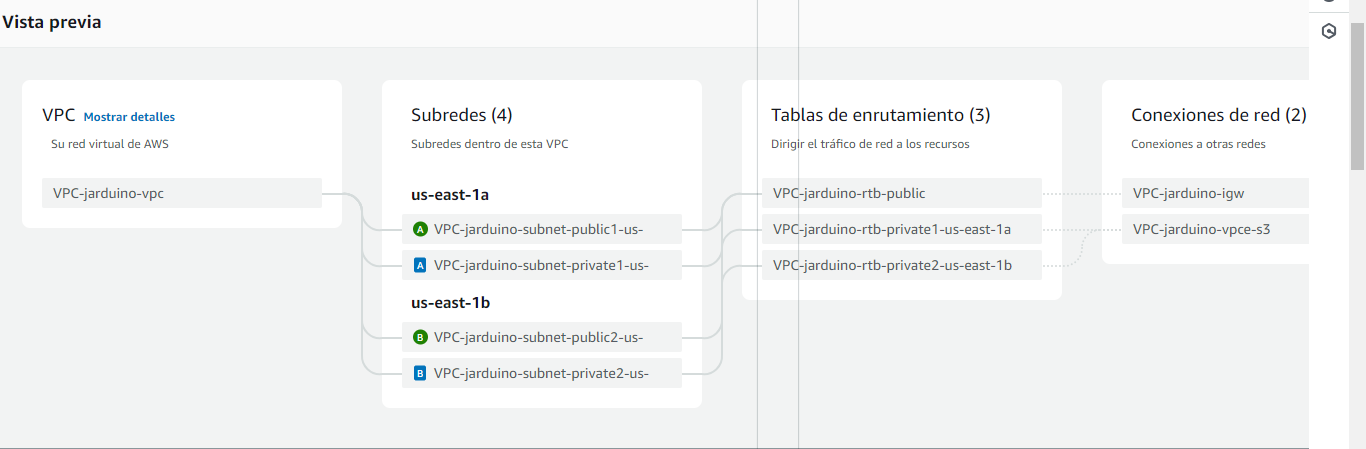 Vista previa
VPC Mostrar detalles
Su red virtual de AWS
VPC-jarduino-vpc
Subredes (4)
Subredes dentro de esta VPC
us-east-1a
A VPC-jarduino-subnet-public1-us-
A VPC-jarduino-subnet-private1-us-
us-east-1b
B VPC-jarduino-subnet-public2-us-
B VPC-jarduino-subnet-private2-us-
Tablas de enrutamiento (3)
Dirigir el tráfico de red a los recursos
VPC-jarduino-rtb-public
VPC-jarduino-rtb-private1-us-east-1a
VPC-jarduino-rtb-private2-us-east-1b
Conexiones de red (2)
Conexiones a otras redes
VPC-jarduino-igw
VPC-jarduino-vpce-s3